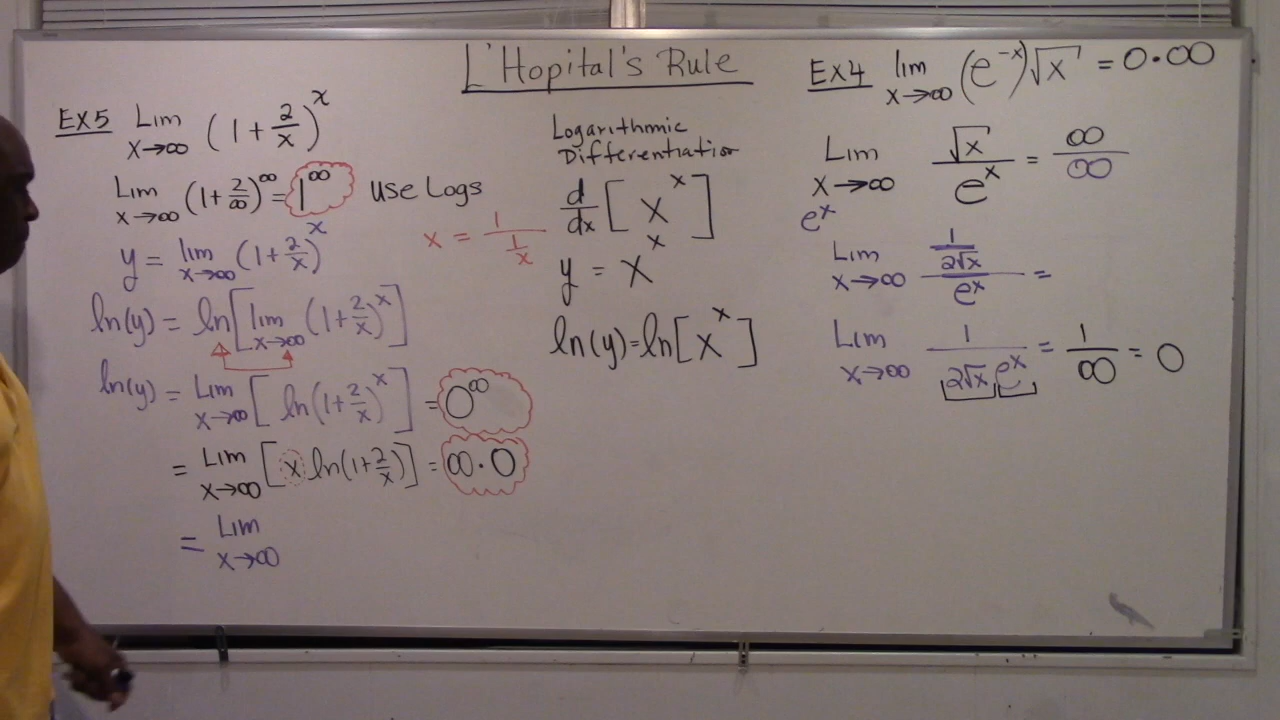 L'Hopital's Rule
EX5 Lim x→∞ (1 + 2/x)^x
Lim x→∞ (1+2/∞)^∞ = 1^∞ use Logs
y = lim x→∞ (1+2/x)^x
x = 1/(1/x)
ln(y) = ln[lim x→∞ (1+2/x)^x]
ln(y) = Lim x→∞ [ln(1+2/x)^x] = 0^∞
= Lim x→∞ [x ln(1+2/x)] = ∞·0
= Lim x→∞
Logarithmic
Differentiation
d/dx [x^x]
y = x^x
ln(y)=ln[x^x]
Ex4 lim x→∞ (e^-x)√x = 0·∞
Lim x→∞ √x/e^x = ∞/∞
e^x
Lim x→∞ (1/2√x)/e^x =
Lim x→∞ 1/2√x e^x = 1/∞ = 0